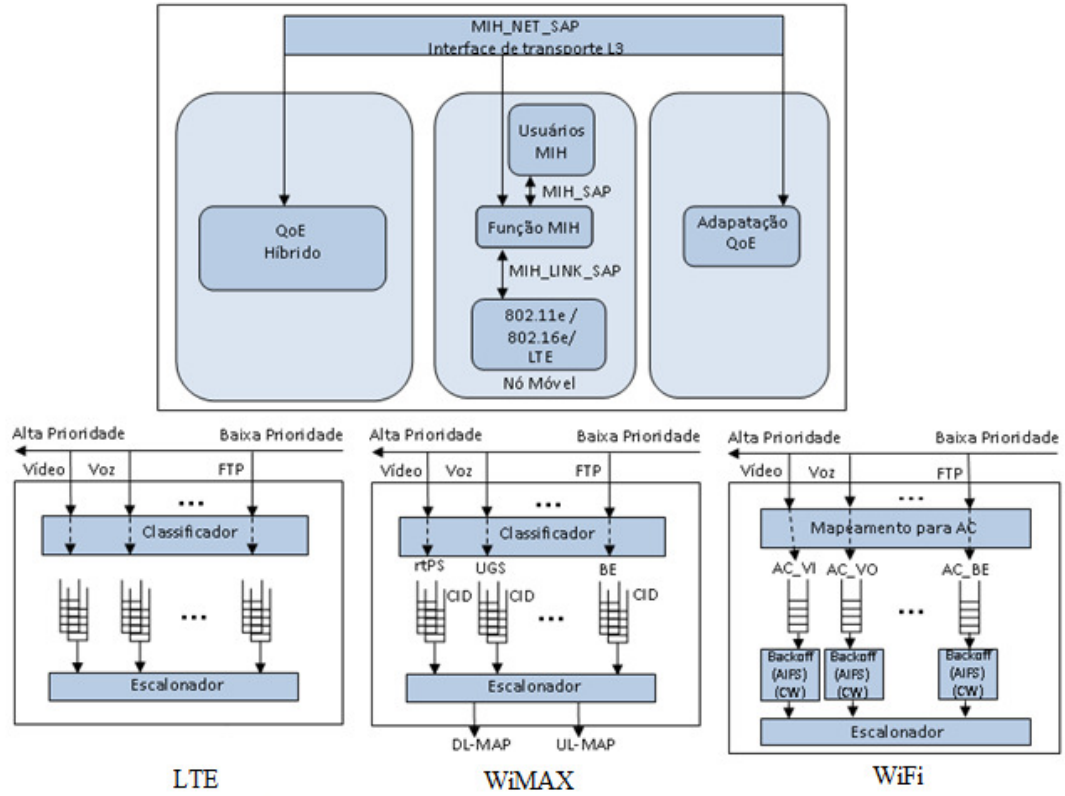 MIH_NET_SAP
Interface de transporte L3
QoE
Híbrido
Usuários
MIH
MIH_SAP
Função MIH
MIH_LINK_SAP
802.11e /
802.16e/
LTE
Nó Móvel
Adapatação
QoE
Alta Prioridade
Baixa Prioridade
Vídeo
Voz
FTP
...
Classificador
...
Escalonador
LTE
Alta Prioridade
Baixa Prioridade
Vídeo
Voz
FTP
...
Classificador
rtPS
UGS
BE
CID
CID
CID
...
Escalonador
DL-MAP
UL-MAP
WiMAX
Alta Prioridade
Baixa Prioridade
Vídeo
Voz
FTP
...
Mapeamento para AC
AC_VI
AC_VO
AC_BE
...
Backoff
(AIFS)
(CW)
Backoff
(AIFS)
(CW)
Backoff
(AIFS)
(CW)
Escalonador
WiFi